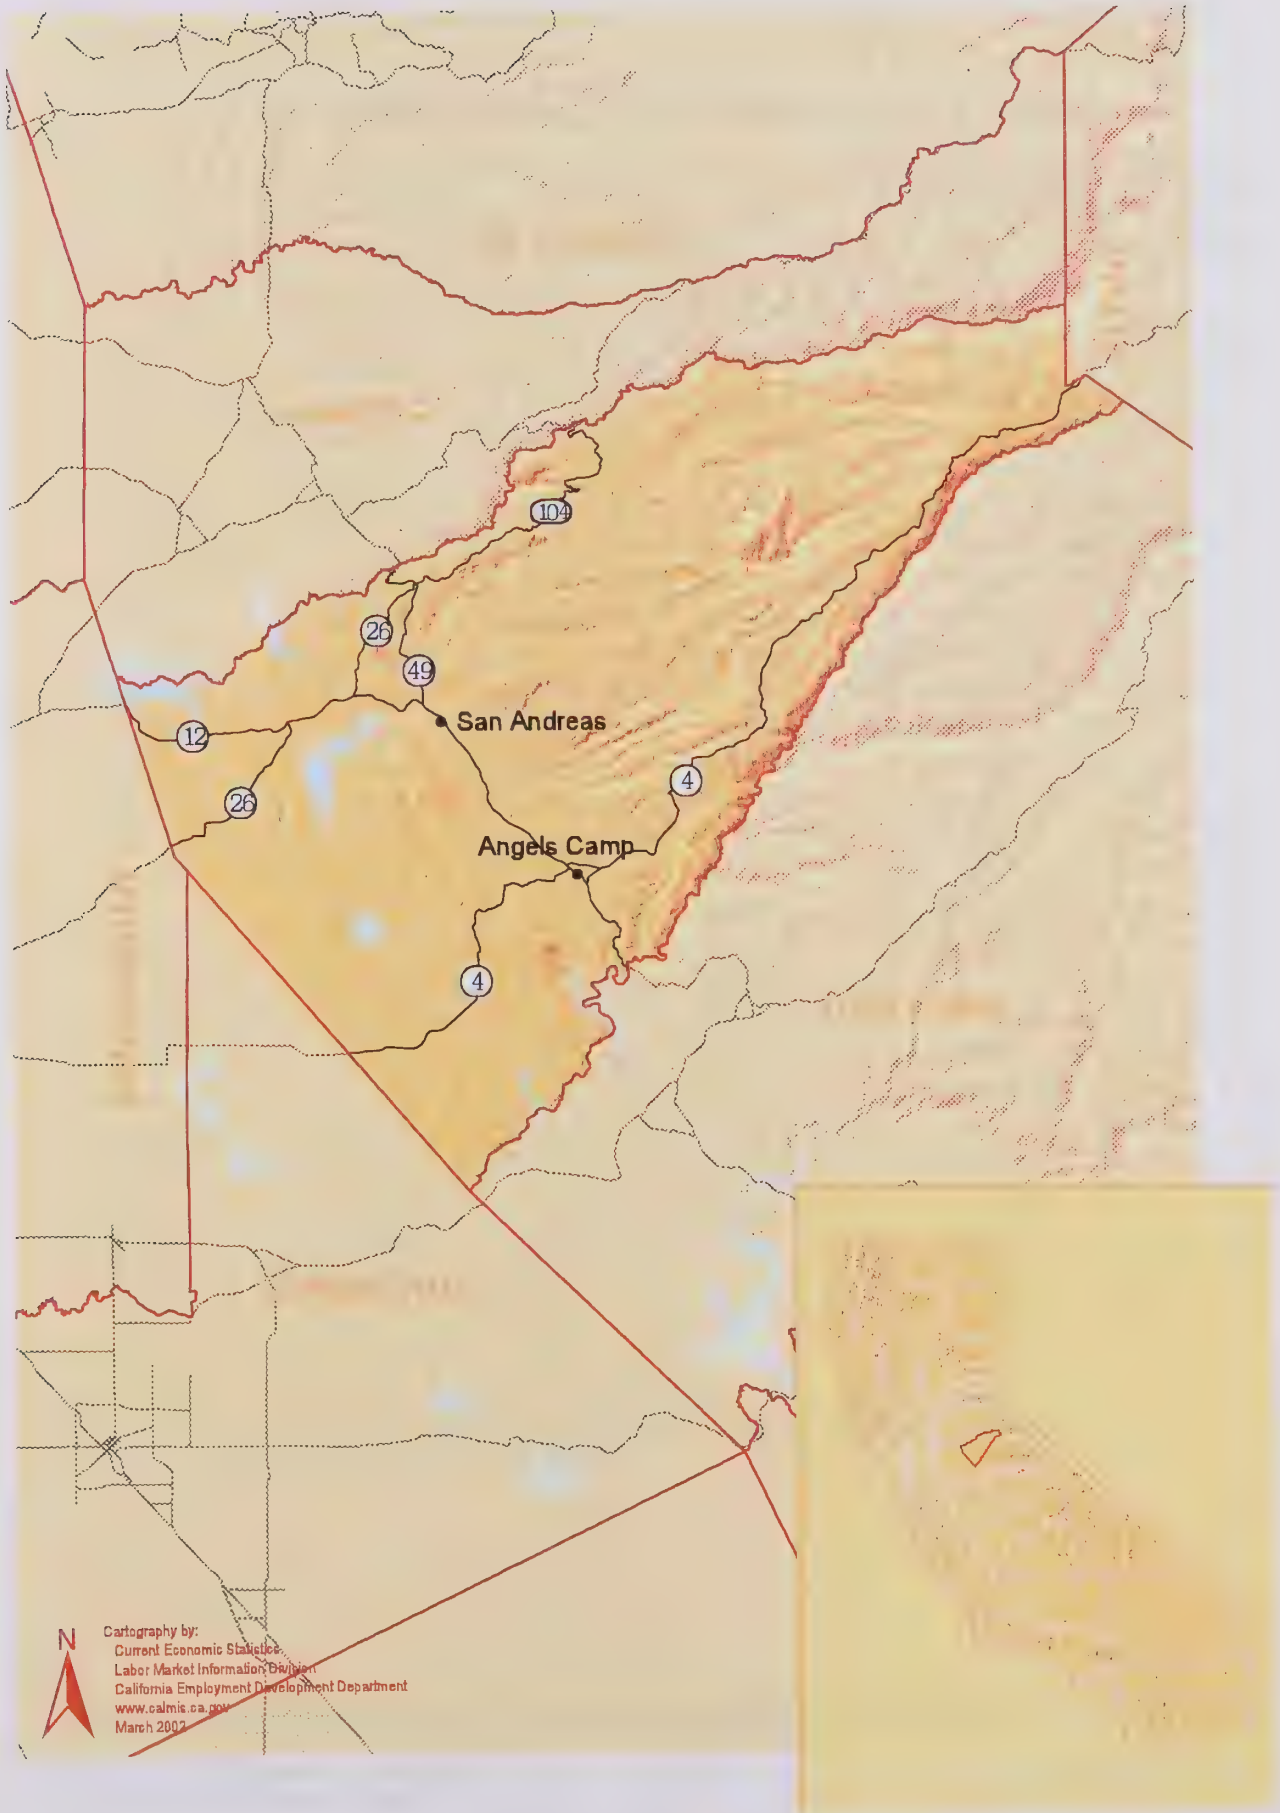 104
26
49
San Andreas
12
4
26
Angels Camp
4
N
Cartography by:
Current Economic Statistics
Labor Market Information Division
California Employment Development Department
www.calmis.ca.gov
March 2002